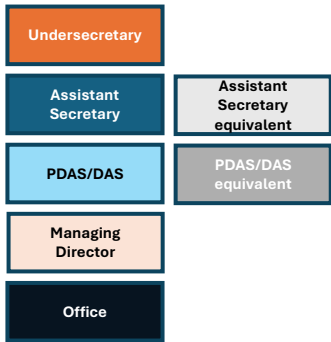 Undersecretary
Assistant
Secretary
Assistant
Secretary
equivalent
PDAS/DAS
PDAS/DAS
equivalent
Managing
Director
Office